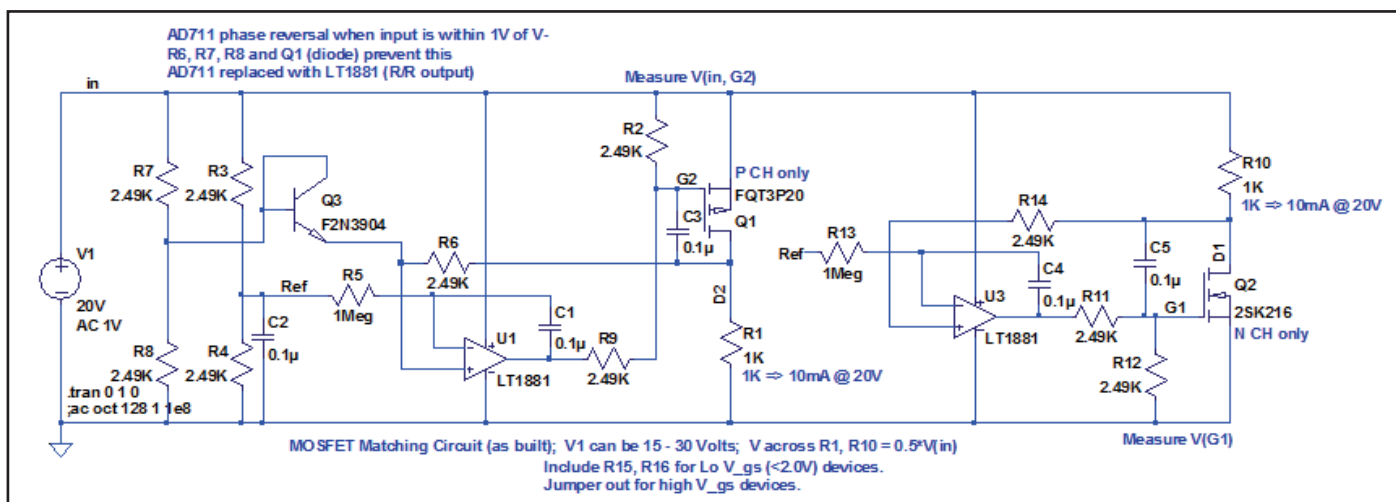 AD711 phase reversal when input is within 1V of V-
R6, R7, R8 and Q1 (diode) prevent this
AD711 replaced with LT1881 (R/R output)
Measure V(in, G2)
in
R7
2.49K
R3
2.49K
Q3
F2N3904
R2
2.49K
G2
P CH only
FQT3P20
Q1
C3
0.1µ
R10
1K
1K => 10mA @ 20V
R14
2.49K
V1
20V
AC 1V
R6
2.49K
Ref
R5
1Meg
C2
0.1µ
C1
0.1µ
U1
LT1881
R9
2.49K
D2
R1
1K
1K => 10mA @ 20V
Ref
R13
1Meg
C4
0.1µ
C5
0.1µ
D1
Q2
2SK216
N CH only
U3
LT1881
R11
2.49K
G1
R12
2.49K
R8
2.49K
R4
2.49K
.tran 0 1 0
;ac oct 128 1 1e8
Measure V(G1)
MOSFET Matching Circuit (as built); V1 can be 15 - 30 Volts; V across R1, R10 = 0.5*V(in)
Include R15, R16 for Lo V_gs (<2.0V) devices.
Jumper out for high V_gs devices.